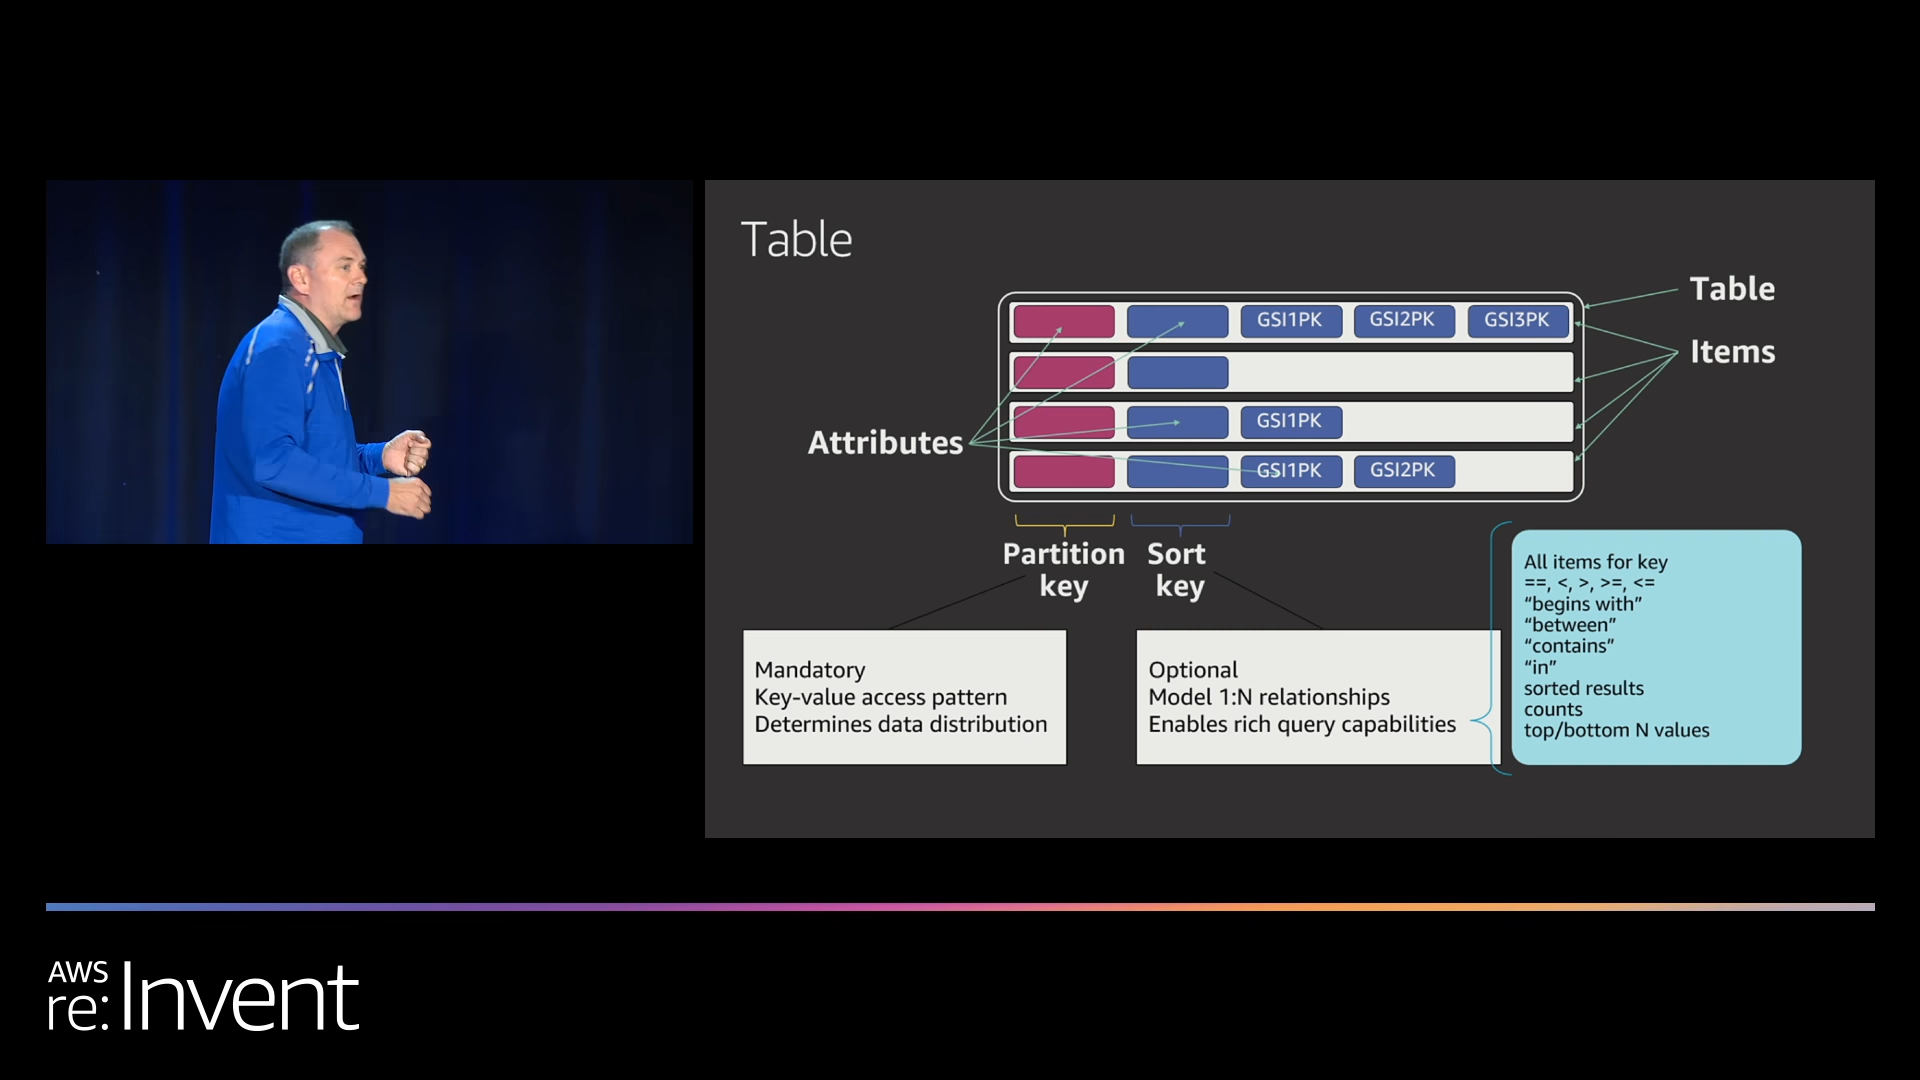 Table
Table
GSI1PK GSI2PK GSI3PK
Items
GSI1PK
Attributes
GSI1PK GSI2PK
Partition
key
Sort
key
Mandatory
Key-value access pattern
Determines data distribution
Optional
Model 1:N relationships
Enables rich query capabilities
All items for key
==, <, >, >=, <=
“begins with”
“between”
“contains”
“in”
sorted results
counts
top/bottom N values
AWS
re:Invent